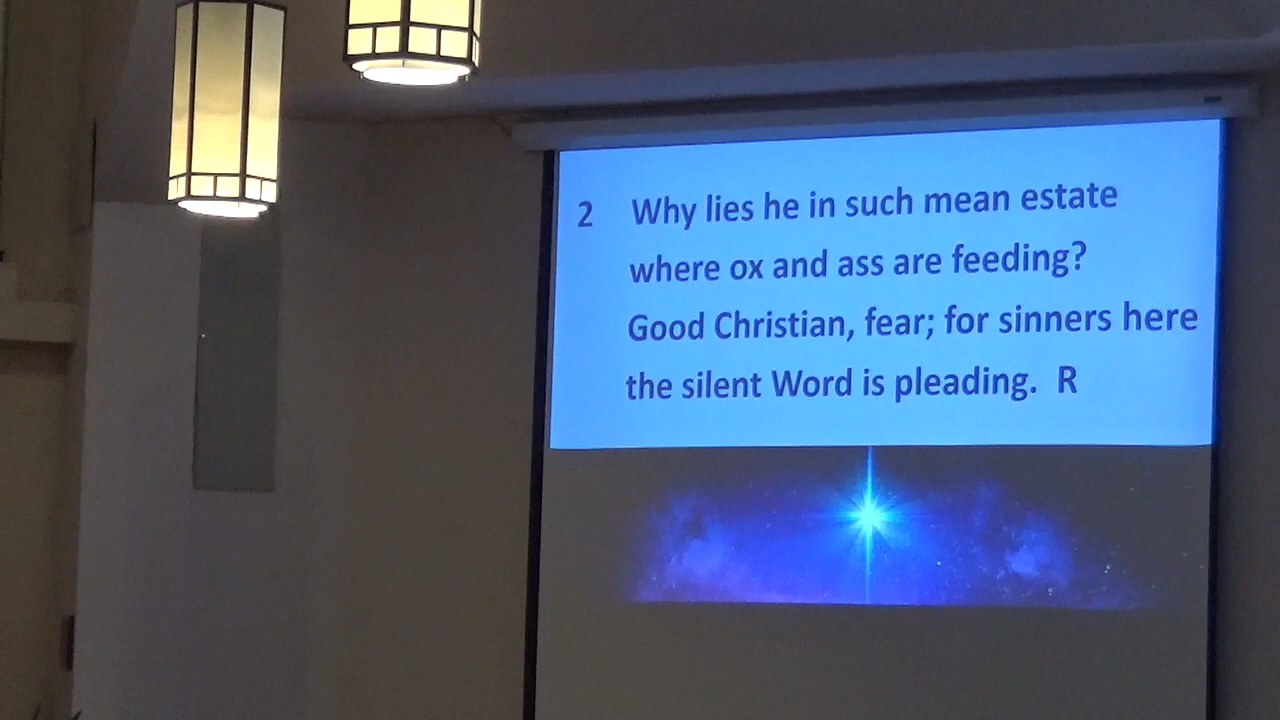 2 Why lies he in such mean estate
where ox and ass are feeding?
Good Christian, fear; for sinners here
the silent Word is pleading. R